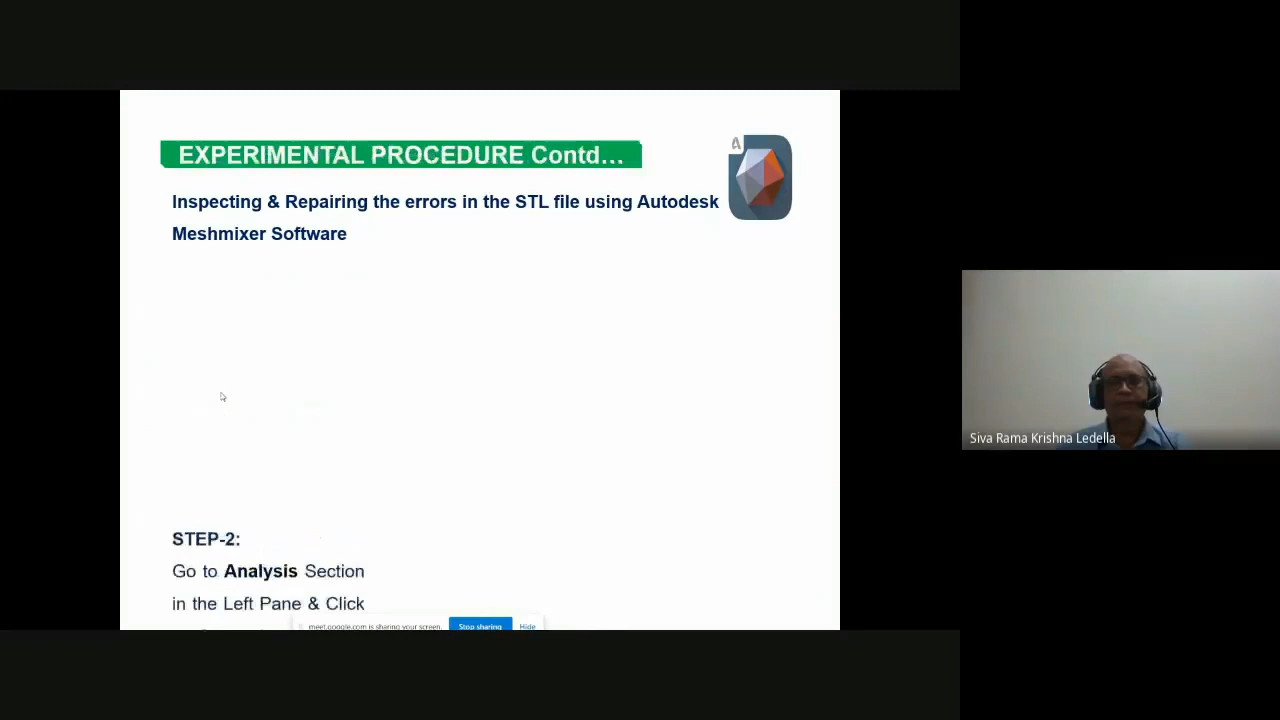 EXPERIMENTAL PROCEDURE Contd...
A
Inspecting & Repairing the errors in the STL file using Autodesk
Meshmixer Software
STEP-2:
Go to Analysis Section
in the Left Pane & Click
meet.google.com is sharing your screen.
Stop sharing
Hide
Siva Rama Krishna Ledella